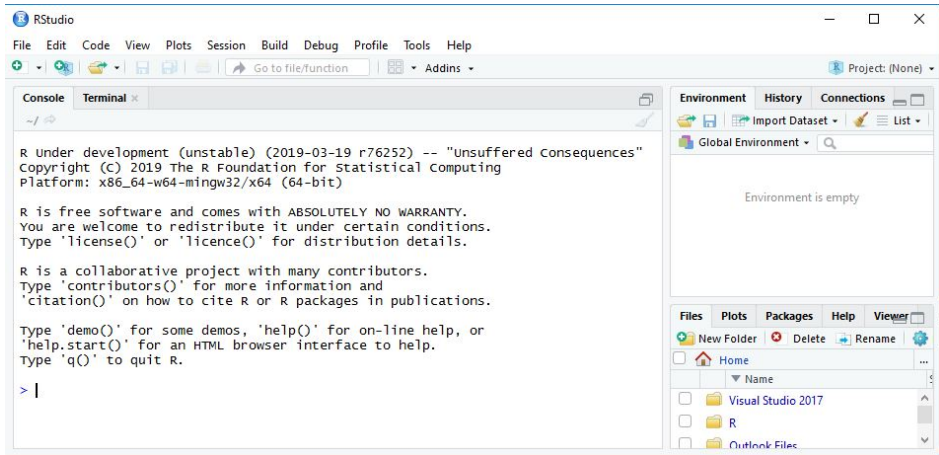 RStudio
File Edit Code View Plots Session Build Debug Profile Tools Help
Go to file/function Addins Project: (None)
Console Terminal
~/
R Under development (unstable) (2019-03-19 r76252) -- "Unsuffered Consequences"
Copyright (C) 2019 The R Foundation for Statistical Computing
Platform: x86_64-w64-mingw32/x64 (64-bit)
R is free software and comes with ABSOLUTELY NO WARRANTY.
You are welcome to redistribute it under certain conditions.
Type 'license()' or 'licence()' for distribution details.
R is a collaborative project with many contributors.
Type 'contributors()' for more information and
'citation()' on how to cite R or R packages in publications.
Type 'demo()' for some demos, 'help()' for on-line help, or
'help.start()' for an HTML browser interface to help.
Type 'q()' to quit R.
>
Environment History Connections
Import Dataset List
Global Environment
Environment is empty
Files Plots Packages Help Viewer
New Folder Delete Rename
Home ...
Name
Visual Studio 2017
R
Outlook Files